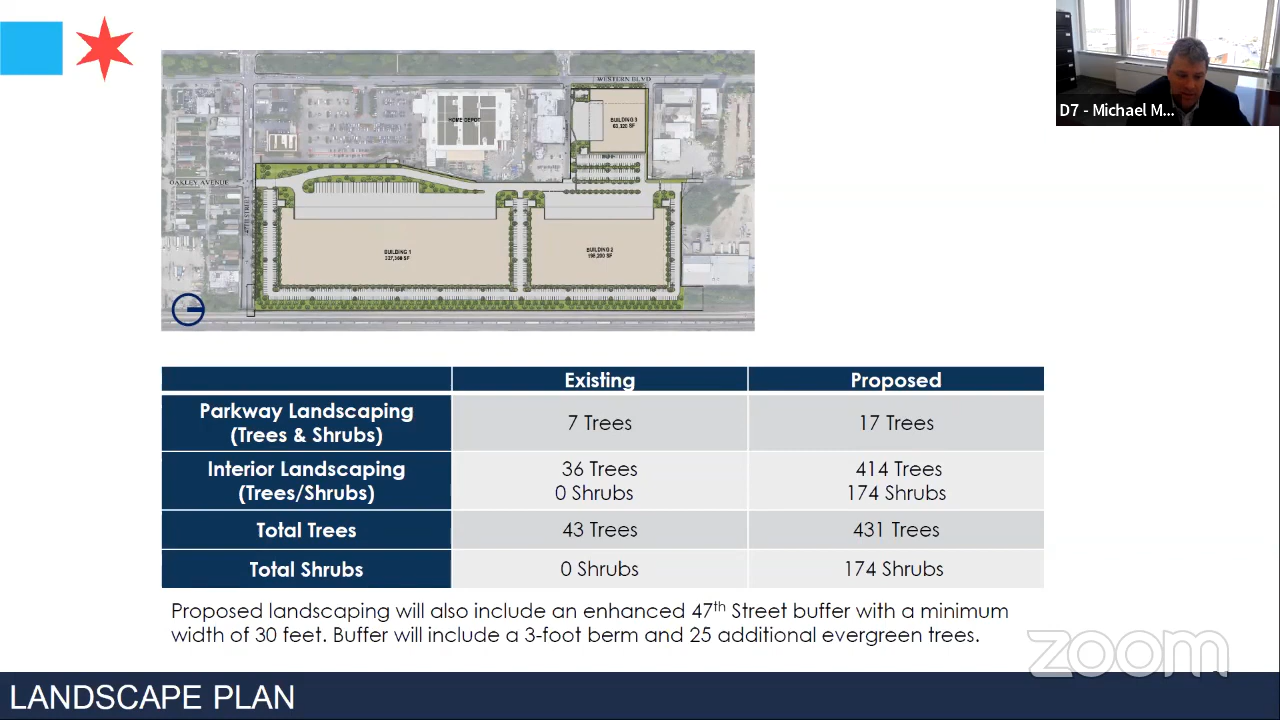 D7 - Michael M...
WESTERN BLVD
HOME DEPOT
OAKLEY AVENUE
47TH STREET
BUILDING 1
BUILDING 2
Existing
Proposed
Parkway Landscaping
(Trees & Shrubs)
7 Trees
17 Trees
Interior Landscaping
(Trees/Shrubs)
36 Trees
0 Shrubs
414 Trees
174 Shrubs
Total Trees
43 Trees
431 Trees
Total Shrubs
0 Shrubs
174 Shrubs
Proposed landscaping will also include an enhanced 47th Street buffer with a minimum
width of 30 feet. Buffer will include a 3-foot berm and 25 additional evergreen trees.
zoom
LANDSCAPE PLAN